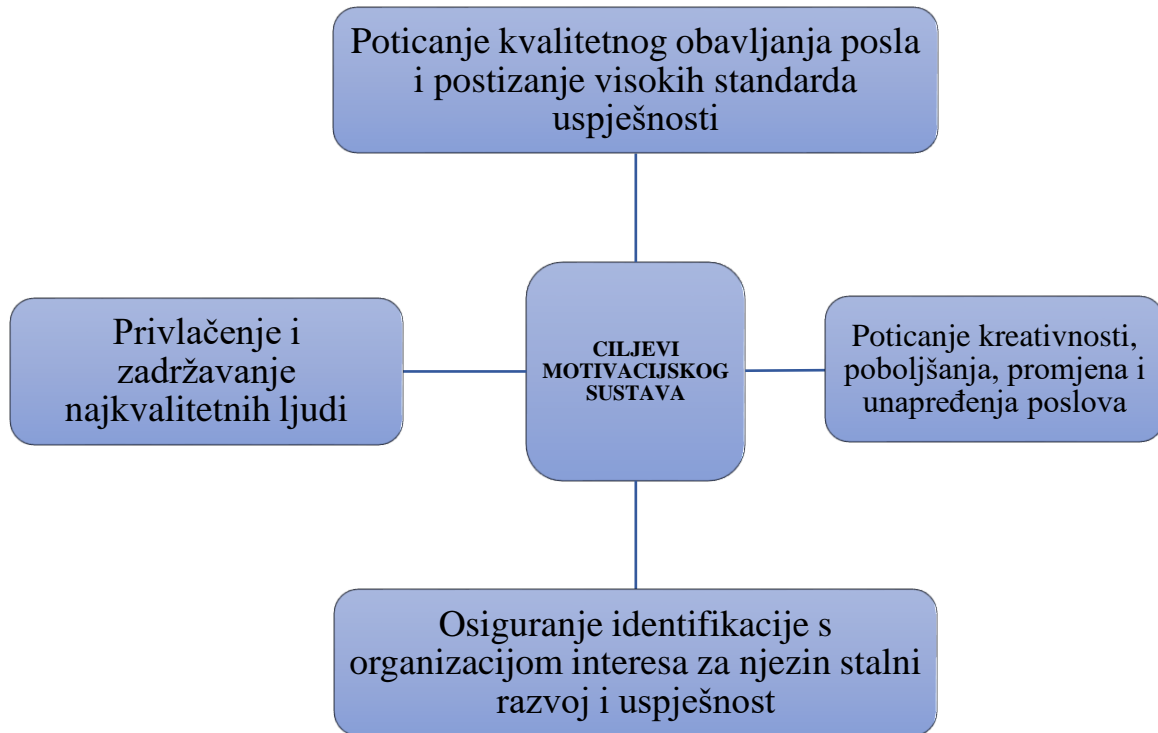 Poticanje kvalitetnog obavljanja posla
i postizanje visokih standarda
uspješnosti
Privlačenje i
zadržavanje
najkvalitetnih ljudi
CILJEVI
MOTIVACIJSKOG
SUSTAVA
Poticanje kreativnosti,
poboljšanja, promjena i
unapređenja poslova
Osiguranje identifikacije s
organizacijom interesa za njezin stalni
razvoj i uspješnost